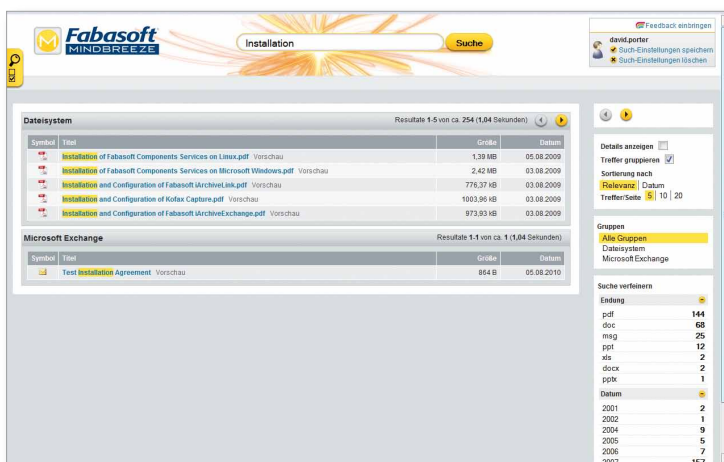 Fabasoft
MINDBREEZE
Installation
Suche
Feedback einbringen
david.porter
Such-Einstellungen speichern
Such-Einstellungen löschen
Dateisystem Resultate 1-5 von ca. 254 (1,04 Sekunden)
Symbol Titel Größe Datum
Installation of Fabasoft Components Services on Linux.pdf Vorschau 1,39 MB 05.08.2009
Installation of Fabasoft Components Services on Microsoft Windows.pdf Vorschau 2,42 MB 03.08.2009
Installation and Configuration of Fabasoft iArchiveLink.pdf Vorschau 776,37 kB 03.08.2009
Installation and Configuration of Kofax Capture.pdf Vorschau 1003,96 kB 03.08.2009
Installation and Configuration of Fabasoft iArchiveExchange.pdf Vorschau 973,93 kB 03.08.2009
Microsoft Exchange Resultate 1-1 von ca. 1 (1,04 Sekunden)
Symbol Titel Größe Datum
Test Installation Agreement Vorschau 864 B 05.08.2010
Details anzeigen
Treffer gruppieren
Sortierung nach
Relevanz Datum
Treffer/Seite 5 10 20
Gruppen
Alle Gruppen
Dateisystem
Microsoft Exchange
Suche verfeinern
Endung
pdf 144
doc 68
msg 25
ppt 12
xls 2
docx 2
pptx 1
Datum
2001 2
2002 1
2004 9
2005 5
2006 7
2007 157